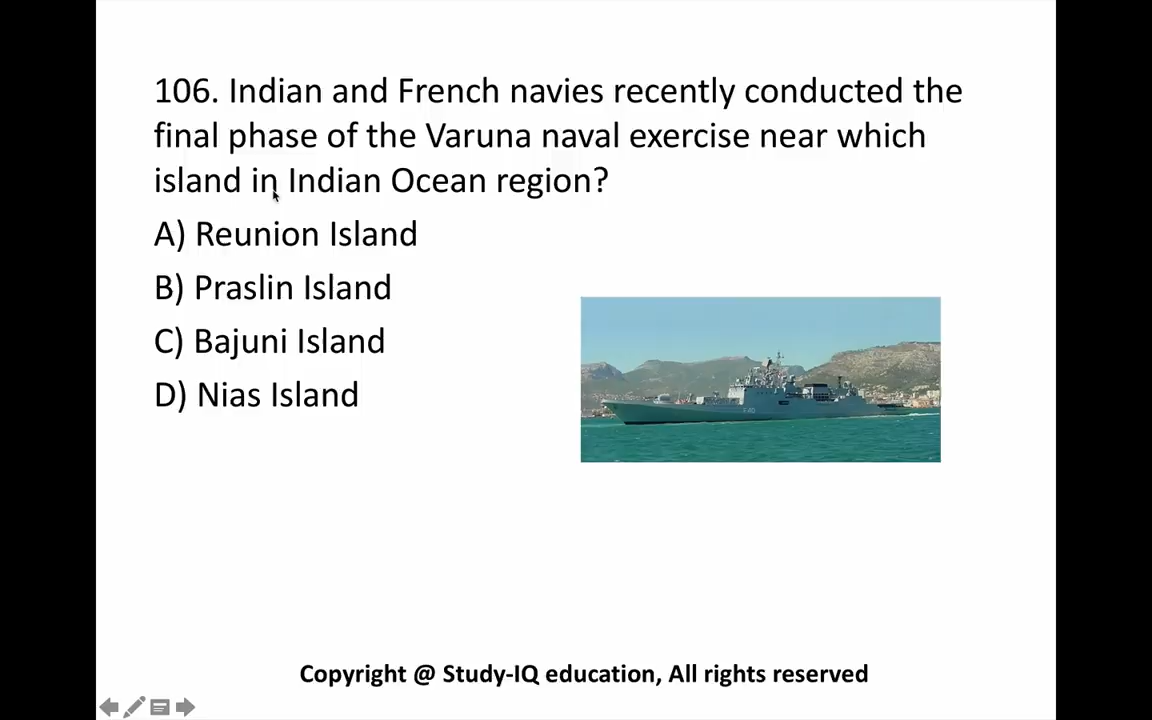 106. Indian and French navies recently conducted the
final phase of the Varuna naval exercise near which
island in Indian Ocean region?
A) Reunion Island
B) Praslin Island
C) Bajuni Island
D) Nias Island
F40
Copyright @ Study-IQ education, All rights reserved